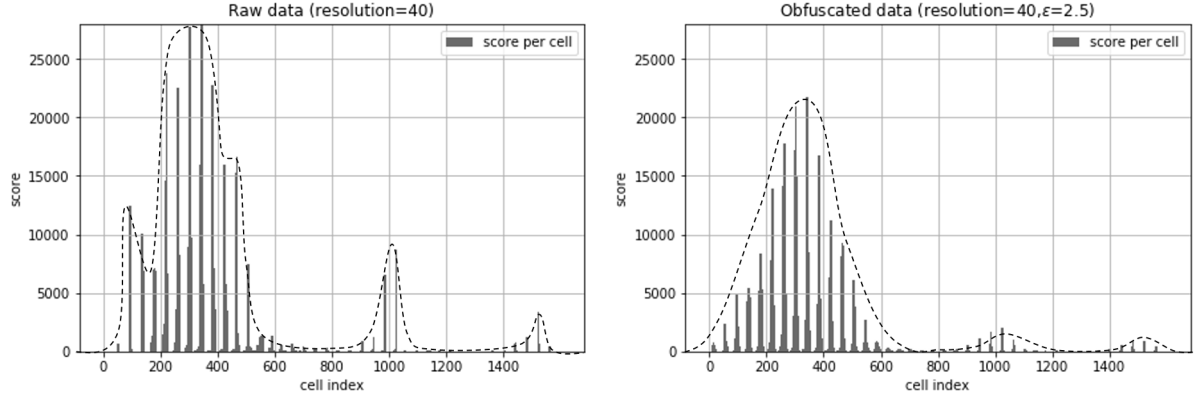 Raw data (resolution=40)
score per cell
25000
20000
15000
10000
5000
0
score
0 200 400 600 800 1000 1200 1400
cell index
Obfuscated data (resolution=40,ε=2.5)
score per cell
25000
20000
15000
10000
5000
0
score
0 200 400 600 800 1000 1200 1400
cell index